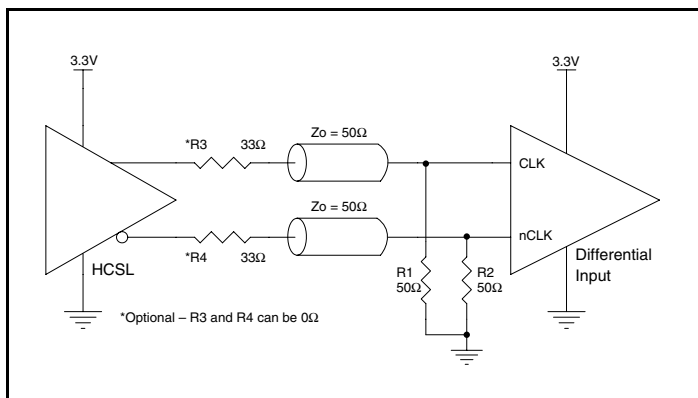 3.3V
3.3V
*R3
33Ω
Zo = 50Ω
CLK
Zo = 50Ω
nCLK
*R4
33Ω
HCSL
R1
50Ω
R2
50Ω
Differential
Input
*Optional – R3 and R4 can be 0Ω